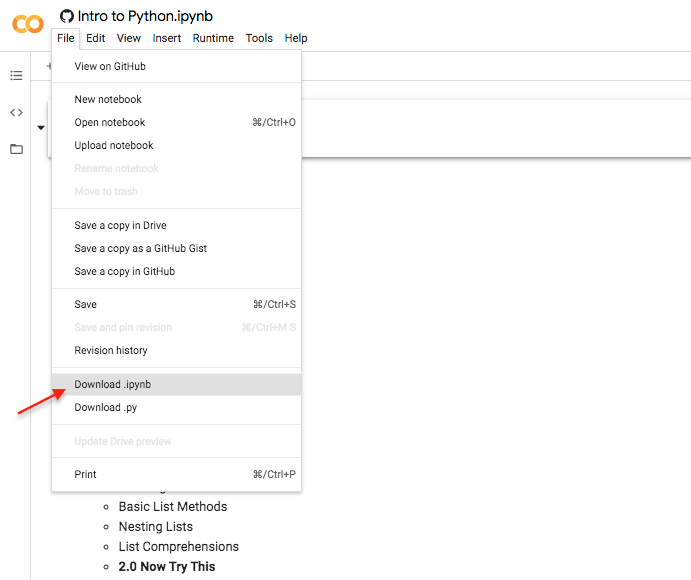 Intro to Python.ipynb
File Edit View Insert Runtime Tools Help
View on GitHub
New notebook
Open notebook ⌘/Ctrl+O
Upload notebook
Rename notebook
Move to trash
Save a copy in Drive
Save a copy as a GitHub Gist
Save a copy in GitHub
Save ⌘/Ctrl+S
Save and pin revision ⌘/Ctrl+M S
Revision history
Download .ipynb
Download .py
Update Drive preview
Print ⌘/Ctrl+P
Basic List Methods
Nesting Lists
List Comprehensions
2.0 Now Try This